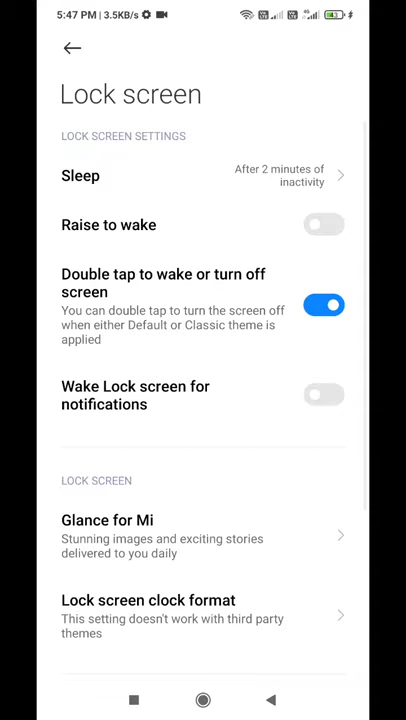 5:47 PM | 3.5KB/s
43
Lock screen
LOCK SCREEN SETTINGS
Sleep
After 2 minutes of
inactivity
Raise to wake
Double tap to wake or turn off
screen
You can double tap to turn the screen off
when either Default or Classic theme is
applied
Wake Lock screen for
notifications
LOCK SCREEN
Glance for Mi
Stunning images and exciting stories
delivered to you daily
Lock screen clock format
This setting doesn't work with third party
themes